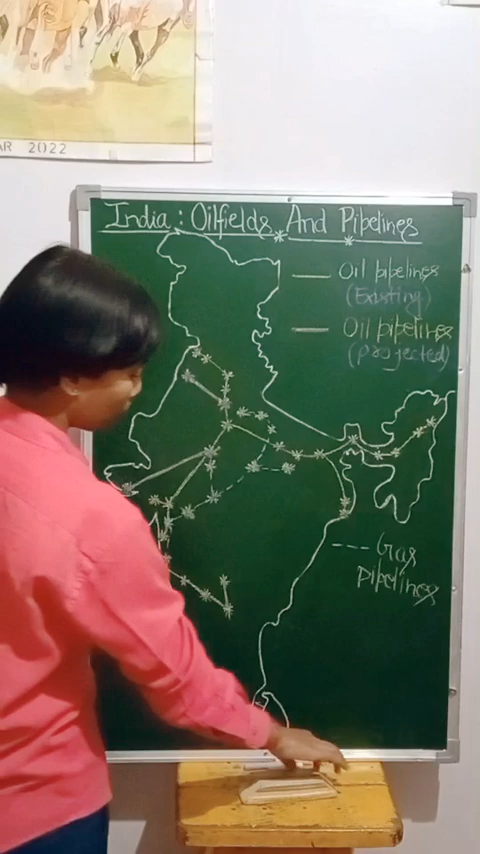 AR 2022
India : Oilfields And Pipelines
Oil pipelines
(Existing)
Oil pipelines
(projected)
Gas
pipelines